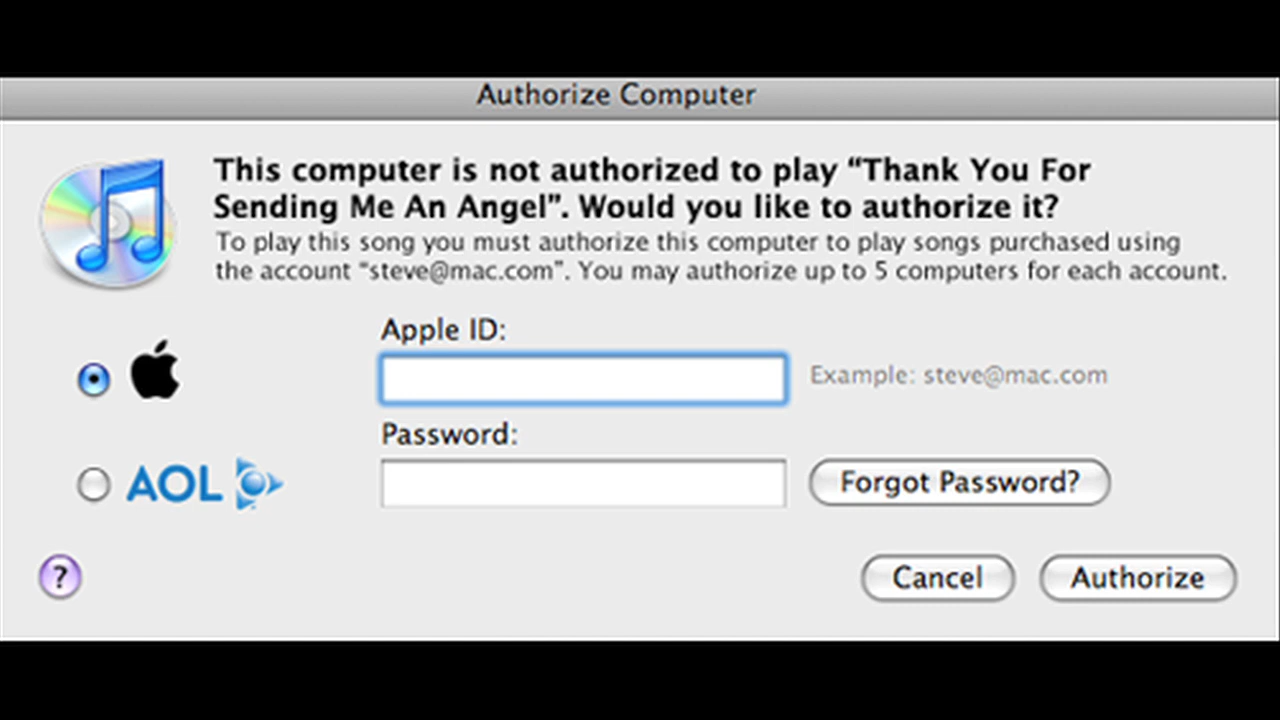 Authorize Computer
This computer is not authorized to play “Thank You For
Sending Me An Angel”. Would you like to authorize it?
To play this song you must authorize this computer to play songs purchased using
the account “steve@mac.com”. You may authorize up to 5 computers for each account.
Apple ID:
Example: steve@mac.com
Password:
AOL
Forgot Password?
?
Cancel
Authorize